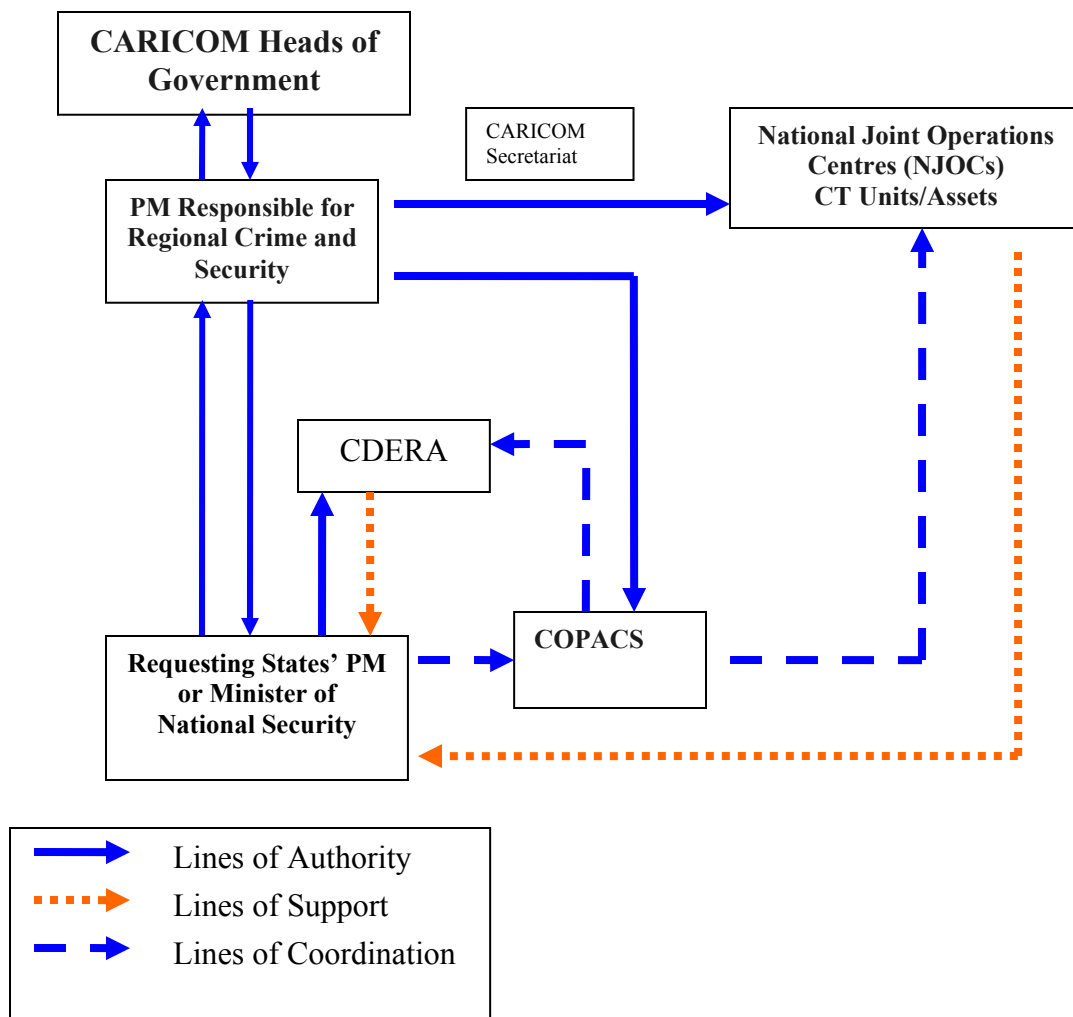 CARICOM Heads of
Government
CARICOM
Secretariat
National Joint Operations
Centres (NJOCs)
CT Units/Assets
PM Responsible for
Regional Crime and
Security
CDERA
COPACS
Requesting States’ PM
or Minister of
National Security
Lines of Authority
Lines of Support
Lines of Coordination